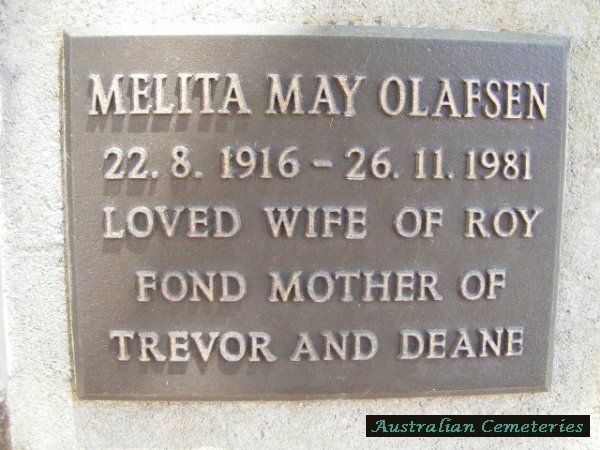 MELITA MAY OLAFSEN
22. 8. 1916 - 26. 11. 1981
LOVED WIFE OF ROY
FOND MOTHER OF
TREVOR AND DEANE
Australian Cemeteries